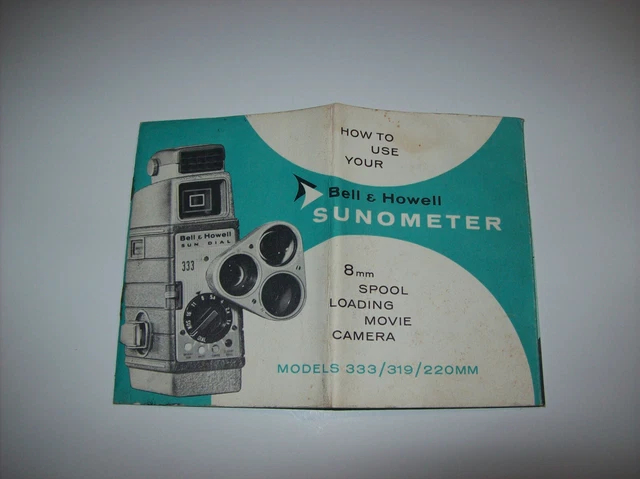 HOW TO
USE
YOUR
Bell & Howell
SUNOMETER
8mm
SPOOL
LOADING
MOVIE
CAMERA
MODELS 333/319/220MM
Bell & Howell
SUN DIAL
333